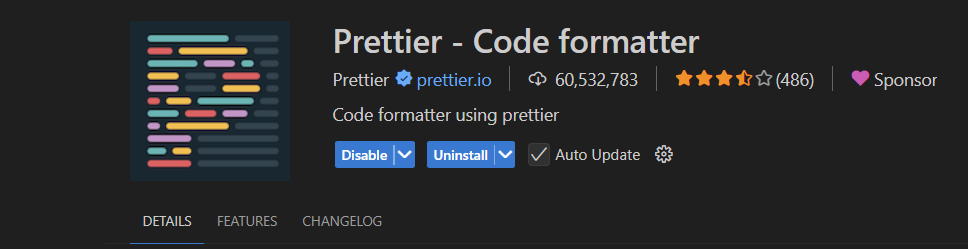 Prettier - Code formatter
Prettier prettier.io 60,532,783 (486) Sponsor
Code formatter using prettier
Disable Uninstall Auto Update
DETAILS FEATURES CHANGELOG